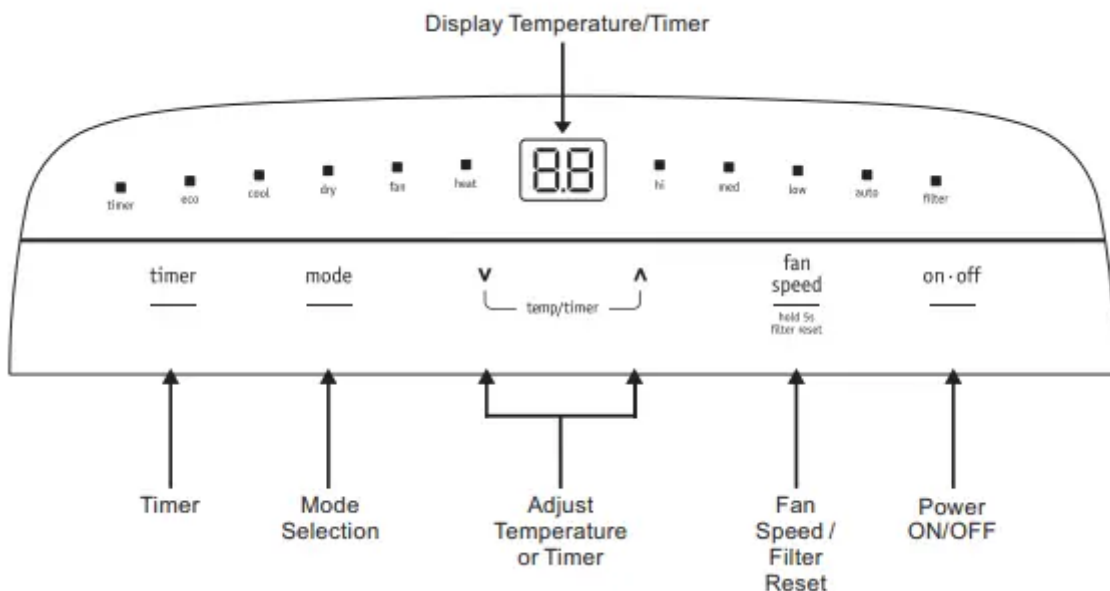 Display Temperature/Timer
8.8
timer eco cool dry fan heat hi med low auto filter
timer mode ∨ ∧ fan
speed on·off
temp/timer
hold 5s
filter reset
Timer
Mode
Selection
Adjust
Temperature
or Timer
Fan
Speed /
Filter
Reset
Power
ON/OFF